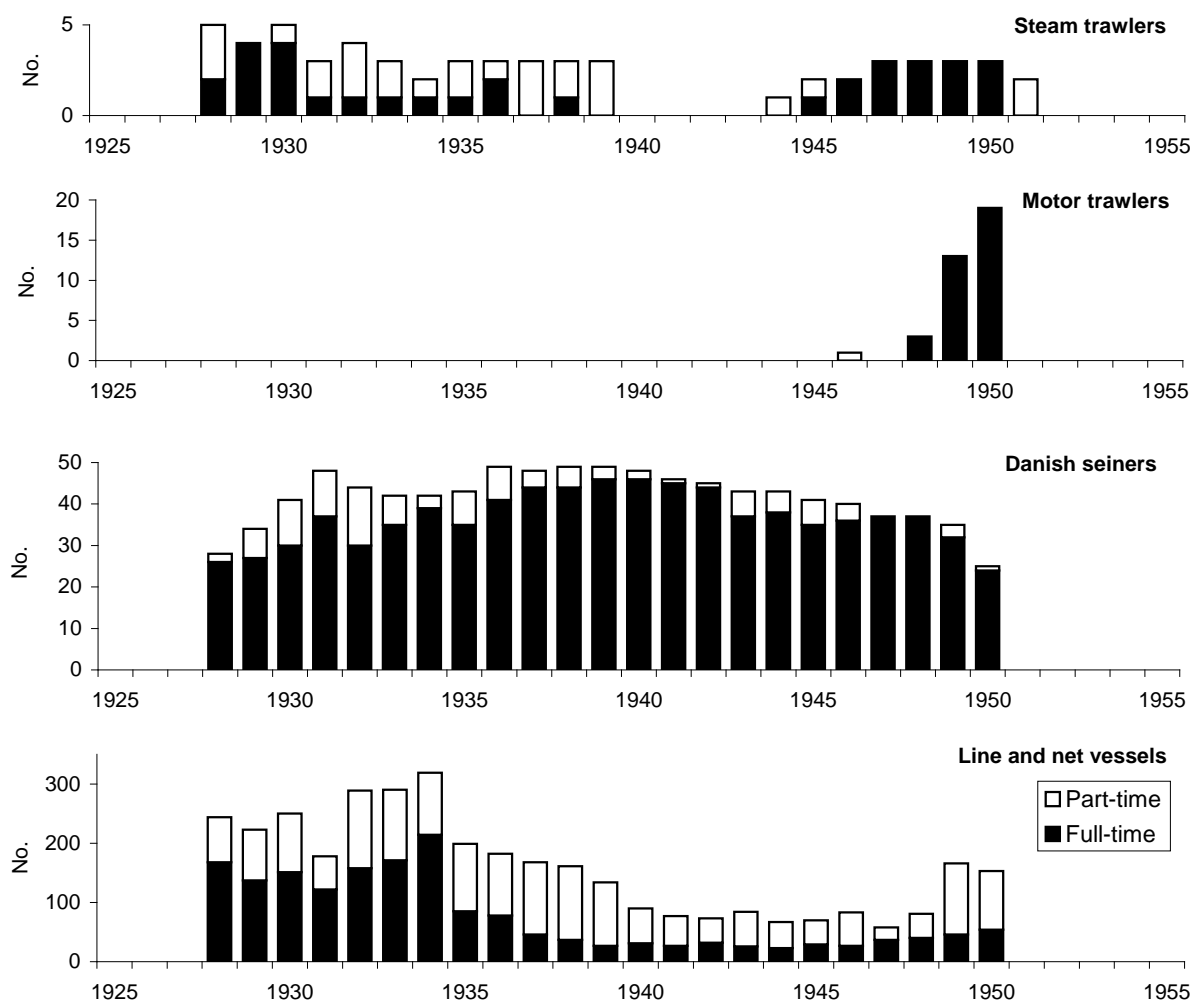 Steam trawlers
No.
5
0
1925 1930 1935 1940 1945 1950 1955
Motor trawlers
No.
20
15
10
5
0
1925 1930 1935 1940 1945 1950 1955
Danish seiners
No.
50
40
30
20
10
0
1925 1930 1935 1940 1945 1950 1955
Line and net vessels
No.
300
200
100
0
Part-time
Full-time
1925 1930 1935 1940 1945 1950 1955